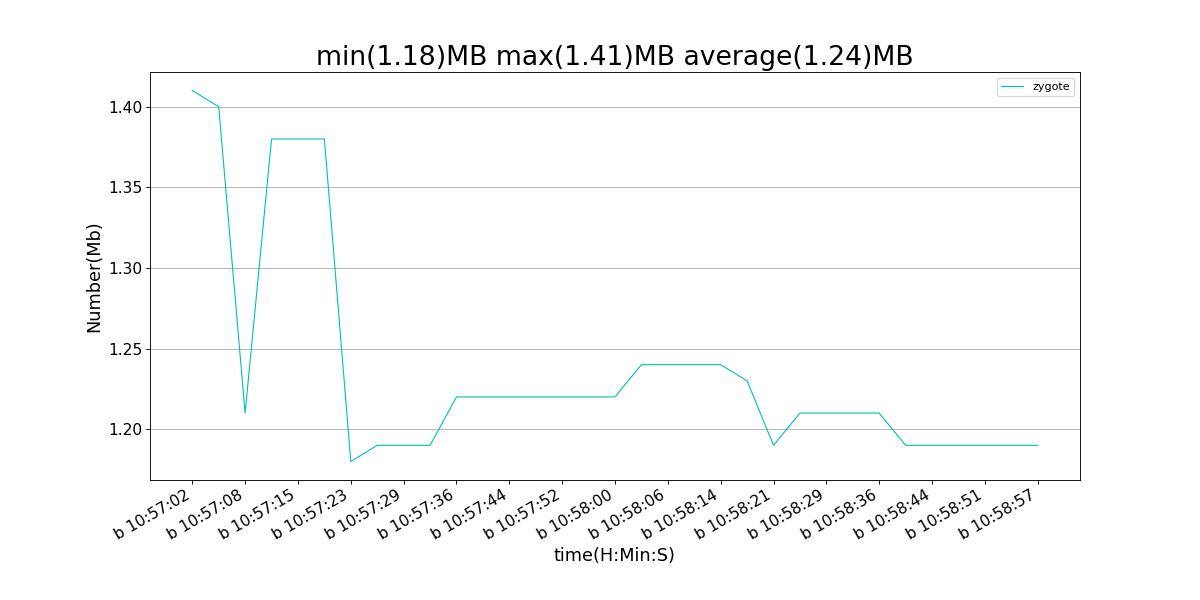 min(1.18)MB max(1.41)MB average(1.24)MB
zygote
1.40
1.35
1.30
1.25
1.20
Number(Mb)
b 10:57:02
b 10:57:08
b 10:57:15
b 10:57:23
b 10:57:29
b 10:57:36
b 10:57:44
b 10:57:52
b 10:58:00
b 10:58:06
b 10:58:14
b 10:58:21
b 10:58:29
b 10:58:36
b 10:58:44
b 10:58:51
b 10:58:57
time(H:Min:S)